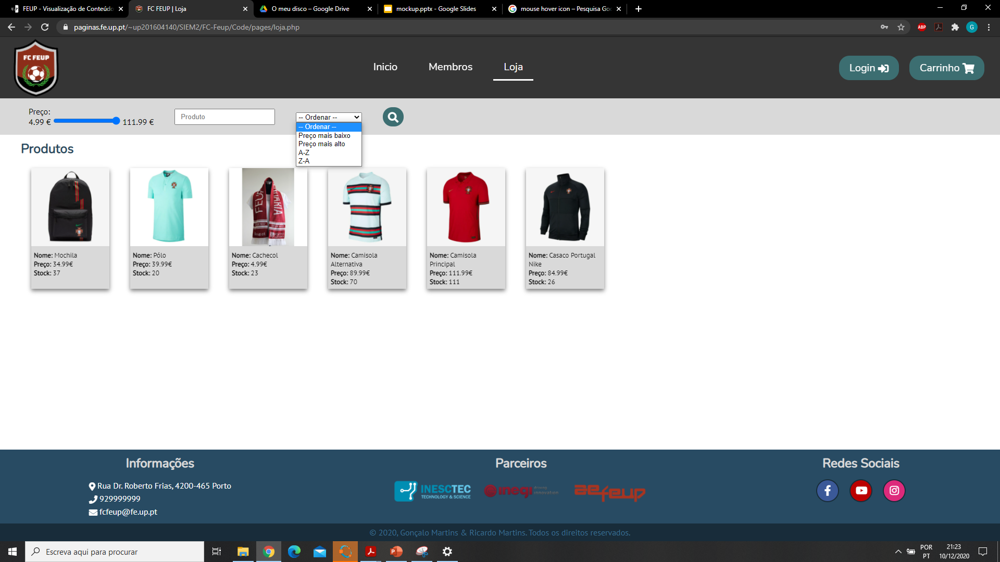 FEUP - Visualização de Conteúdo
FC FEUP | Loja
O meu disco – Google Drive
mockup.pptx - Google Slides
mouse hover icon – Pesquisa Goo
paginas.fe.up.pt/~up201604140/SIEM2/FC-Feup/Code/pages/loja.php
ABP
G
FC FEUP
Inicio
Membros
Loja
Login
Carrinho
Preço:
4.99 €
111.99 €
Produto
-- Ordenar --
-- Ordenar --
Preço mais baixo
Preço mais alto
A-Z
Z-A
Produtos
FEUP
Nome: Mochila
Preço: 34.99€
Stock: 37
Nome: Pólo
Preço: 39.99€
Stock: 20
Nome: Cachecol
Preço: 4.99€
Stock: 23
Nome: Camisola
Alternativa
Preço: 89.99€
Stock: 70
Nome: Camisola
Principal
Preço: 111.99€
Stock: 111
Nome: Casaco Portugal
Nike
Preço: 84.99€
Stock: 26
Informações
Rua Dr. Roberto Frias, 4200-465 Porto
929999999
fcfeup@fe.up.pt
Parceiros
INESCTEC
TECHNOLOGY & SCIENCE
inegi driving
innovation
aefeup
Redes Sociais
© 2020, Gonçalo Martins & Ricardo Martins. Todos os direitos reservados.
Escreva aqui para procurar
POR
PT
21:23
10/12/2020